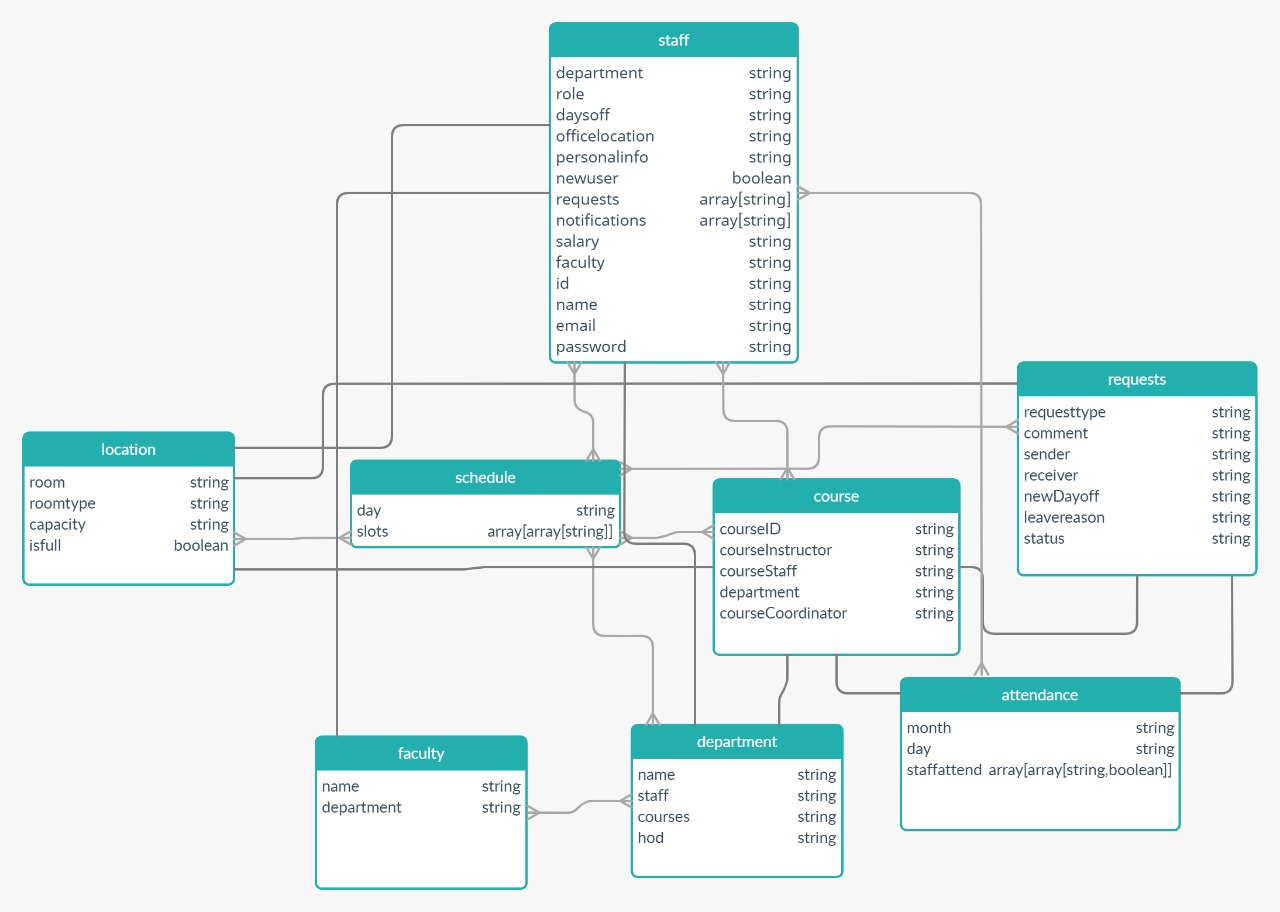 staff
department string
role string
daysoff string
officelocation string
personalinfo string
newuser boolean
requests array[string]
notifications array[string]
salary string
faculty string
id string
name string
email string
password string
requests
requesttype string
comment string
sender string
receiver string
newDayoff string
leavereason string
status string
location
room string
roomtype string
capacity string
isfull boolean
schedule
day string
slots array[array[string]]
course
courseID string
courseInstructor string
courseStaff string
department string
courseCoordinator string
attendance
month string
day string
staffattend array[array[string,boolean]]
faculty
name string
department string
department
name string
staff string
courses string
hod string